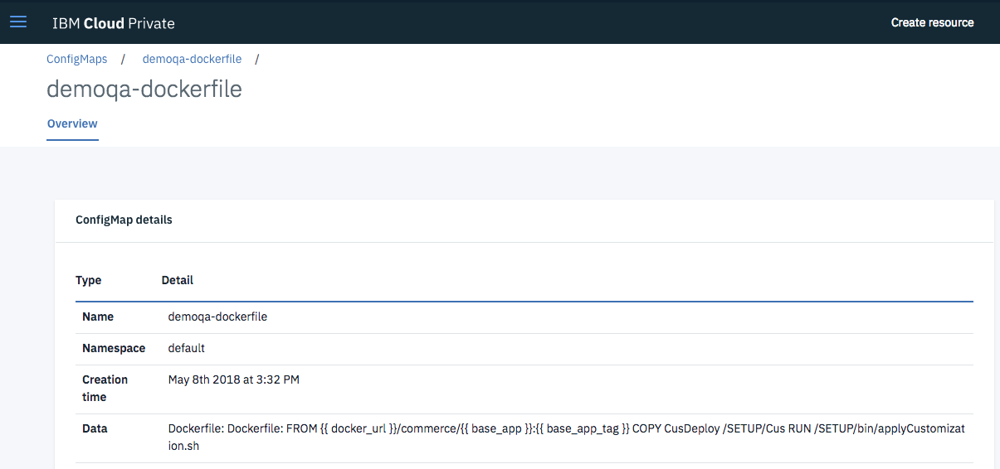 IBM Cloud Private
Create resource
ConfigMaps / demoqa-dockerfile /
demoqa-dockerfile
Overview
ConfigMap details
Type Detail
Name demoqa-dockerfile
Namespace default
Creation time May 8th 2018 at 3:32 PM
Data Dockerfile: Dockerfile: FROM {{ docker_url }}/commerce/{{ base_app }}:{{ base_app_tag }} COPY CusDeploy /SETUP/Cus RUN /SETUP/bin/applyCustomizat
ion.sh